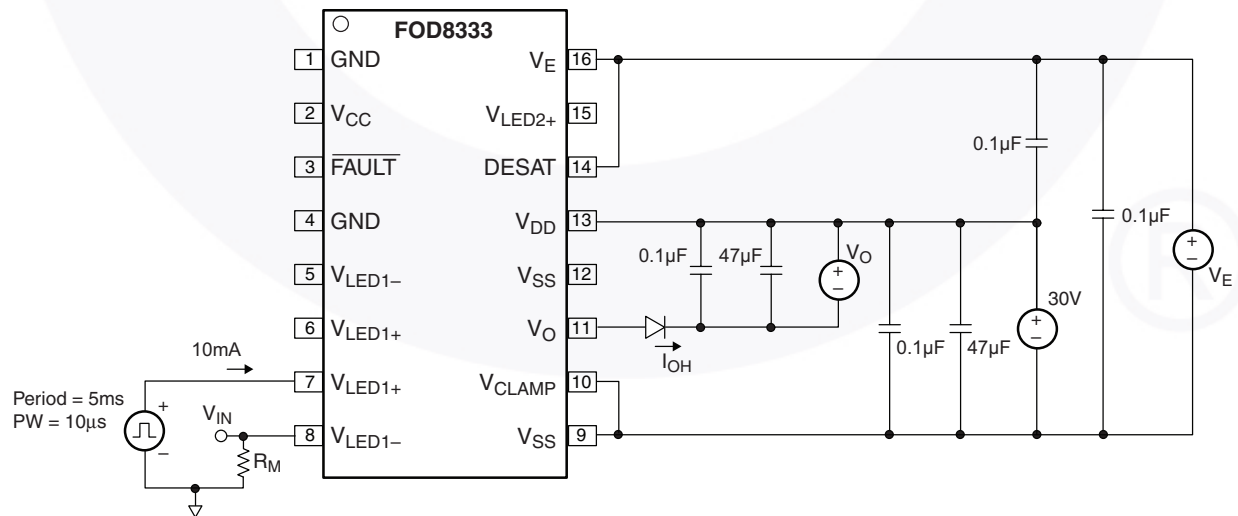 FOD8333
1 GND
2 VCC
3 FAULT
4 GND
5 VLED1–
6 VLED1+
7 VLED1+
8 VLED1–
VE 16
VLED2+ 15
DESAT 14
VDD 13
VSS 12
VO 11
VCLAMP 10
VSS 9
10mA
Period = 5ms
PW = 10μs
+
–
VIN
RM
IOH
0.1μF
47μF
+
–
VO
0.1μF
47μF
30V
+
–
0.1μF
0.1μF
+
–
VE
®